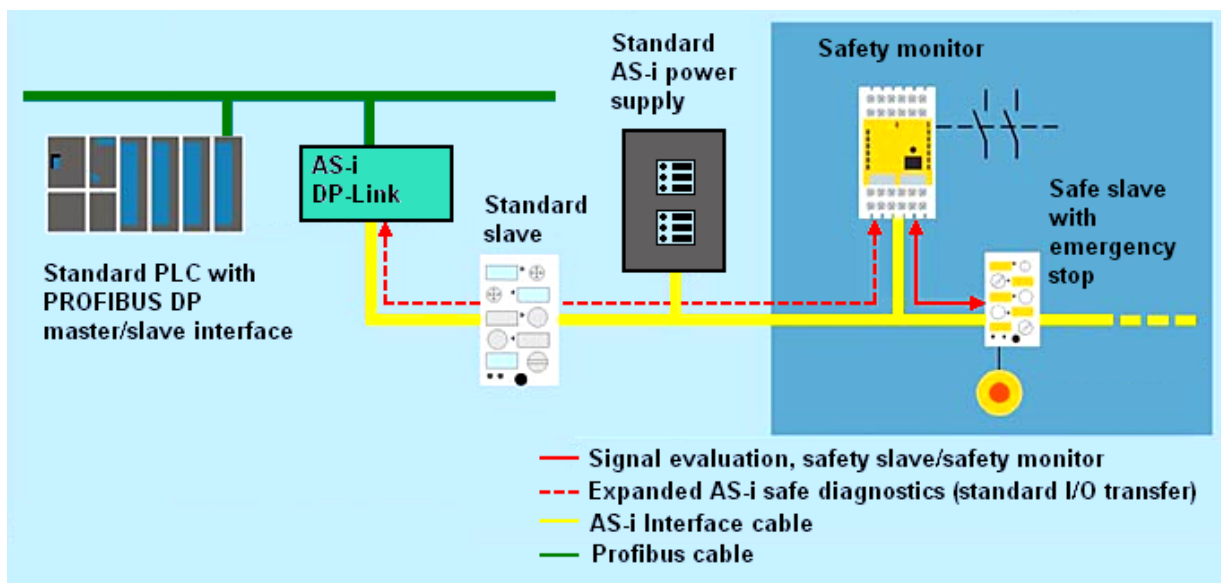 Standard
AS-i power
supply
Safety monitor
AS-i
DP-Link
Standard
slave
Safe slave
with
emergency
stop
Standard PLC with
PROFIBUS DP
master/slave interface
Signal evaluation, safety slave/safety monitor
Expanded AS-i safe diagnostics (standard I/O transfer)
AS-i Interface cable
Profibus cable